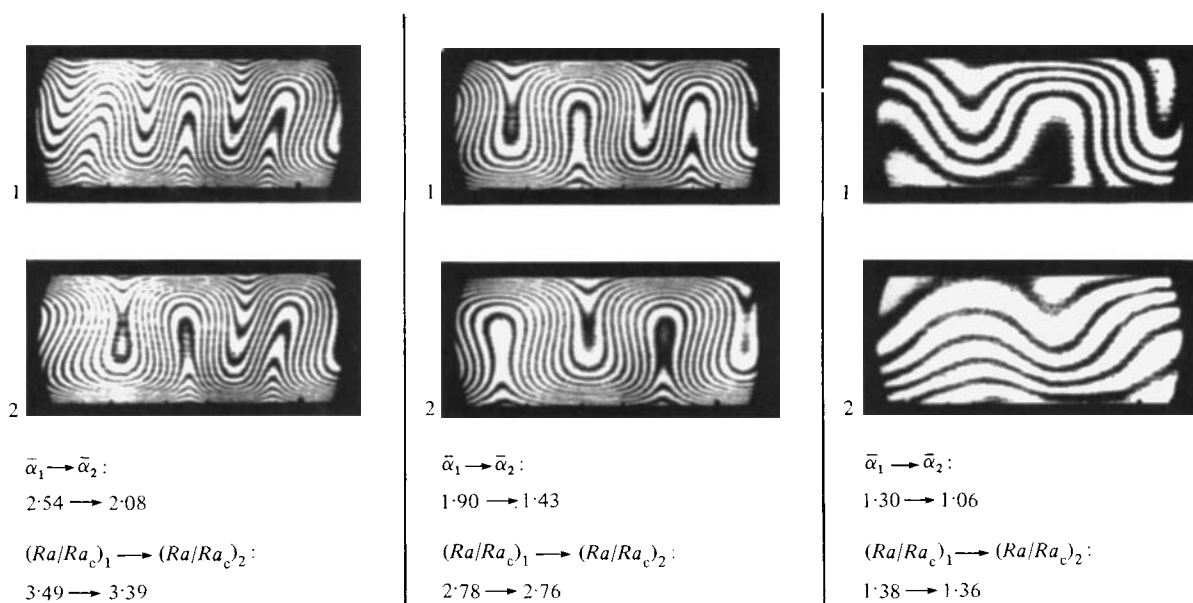 1
2
ᾱ₁ → ᾱ₂ :
2·54 → 2·08
(Ra/Ra_c)₁ → (Ra/Ra_c)₂ :
3·49 → 3·39
1
2
ᾱ₁ → ᾱ₂ :
1·90 → 1·43
(Ra/Ra_c)₁ → (Ra/Ra_c)₂ :
2·78 → 2·76
1
2
ᾱ₁ → ᾱ₂ :
1·30 → 1·06
(Ra/Ra_c)₁ → (Ra/Ra_c)₂ :
1·38 → 1·36